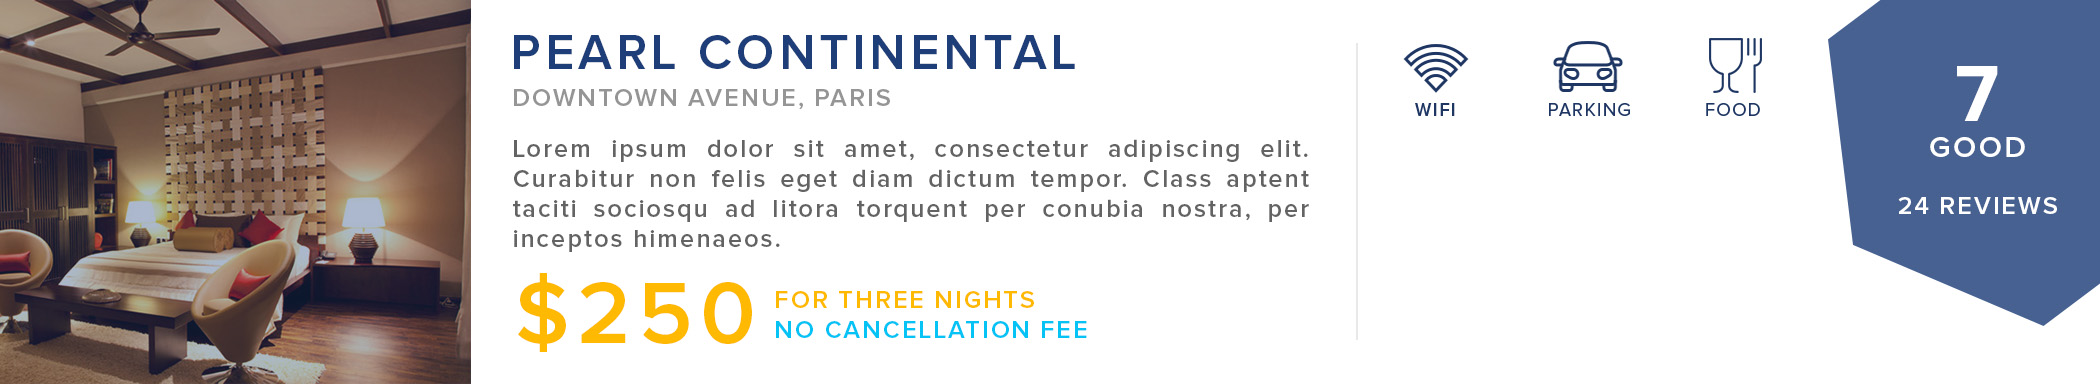 PEARL CONTINENTAL
DOWNTOWN AVENUE, PARIS
Lorem ipsum dolor sit amet, consectetur adipiscing elit.
Curabitur non felis eget diam dictum tempor. Class aptent
taciti sociosqu ad litora torquent per conubia nostra, per
inceptos himenaeos.
$250
FOR THREE NIGHTS
NO CANCELLATION FEE
WIFI
PARKING
FOOD
7
GOOD
24 REVIEWS